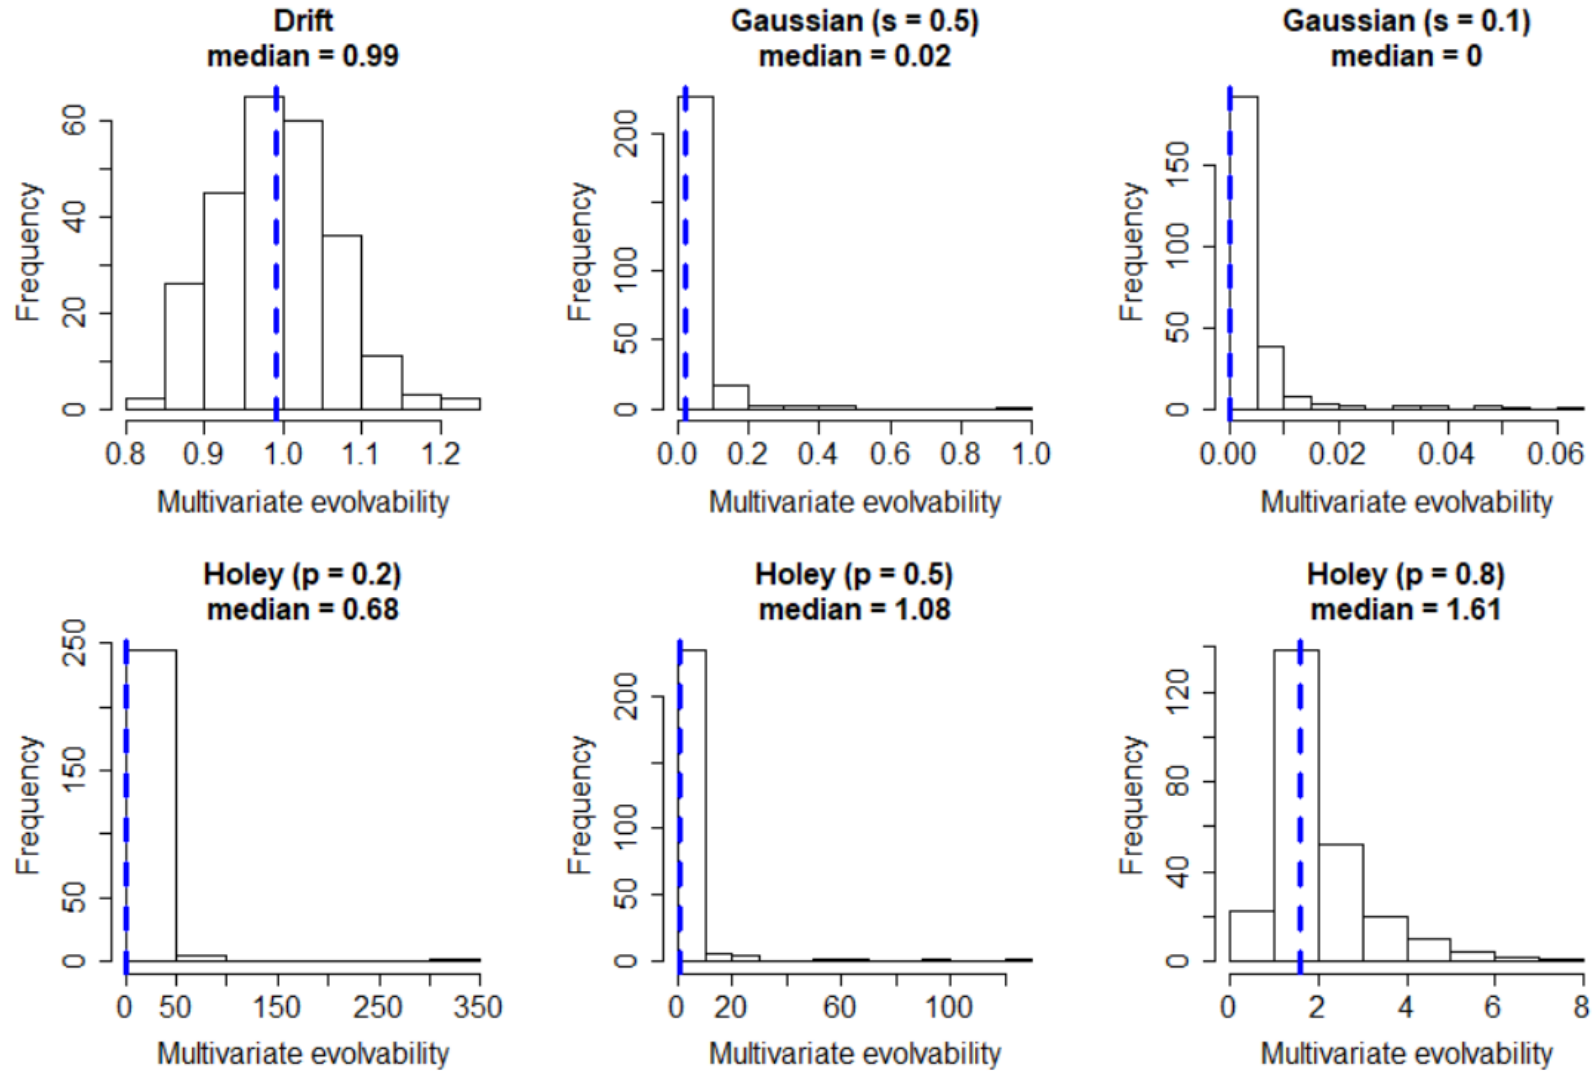 Drift
median = 0.99
Frequency
0
20
40
60
0.8 0.9 1.0 1.1 1.2
Multivariate evolvability
Gaussian (s = 0.5)
median = 0.02
Frequency
0
50
100
200
0.0 0.2 0.4 0.6 0.8 1.0
Multivariate evolvability
Gaussian (s = 0.1)
median = 0
Frequency
0
50
100
150
0.00 0.02 0.04 0.06
Multivariate evolvability
Holey (p = 0.2)
median = 0.68
Frequency
0
50
150
250
0 50 150 250 350
Multivariate evolvability
Holey (p = 0.5)
median = 1.08
Frequency
0
50
100
200
0 20 60 100
Multivariate evolvability
Holey (p = 0.8)
median = 1.61
Frequency
0
40
80
120
0 2 4 6 8
Multivariate evolvability